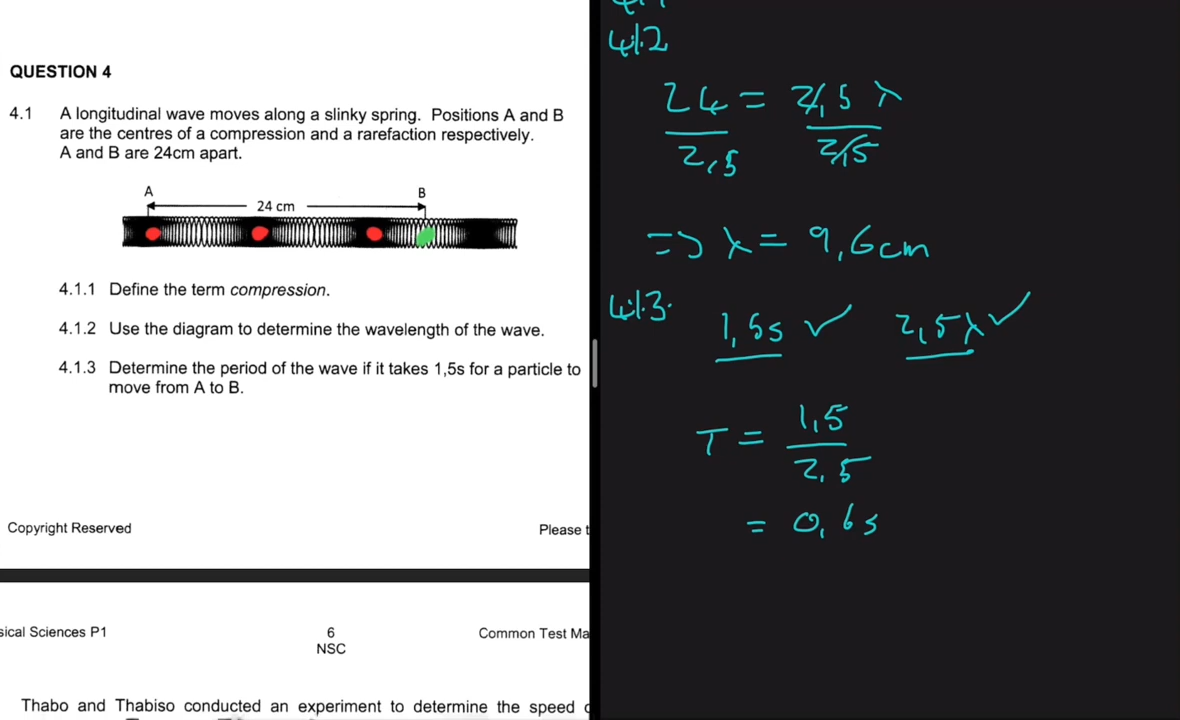 QUESTION 4
4.1 A longitudinal wave moves along a slinky spring. Positions A and B
are the centres of a compression and a rarefaction respectively.
A and B are 24cm apart.
A
B
24 cm
4.1.1 Define the term compression.
4.1.2 Use the diagram to determine the wavelength of the wave.
4.1.3 Determine the period of the wave if it takes 1,5s for a particle to
move from A to B.
Copyright Reserved
Please t
sical Sciences P1
6
NSC
Common Test Ma
Thabo and Thabiso conducted an experiment to determine the speed
4.1.2
24 = 2,5 λ
2,5 2,5
=> λ = 9,6cm
4.1.3.
1,5s ✓ 2,5λ ✓
T = 1,5
2,5
= 0,6s